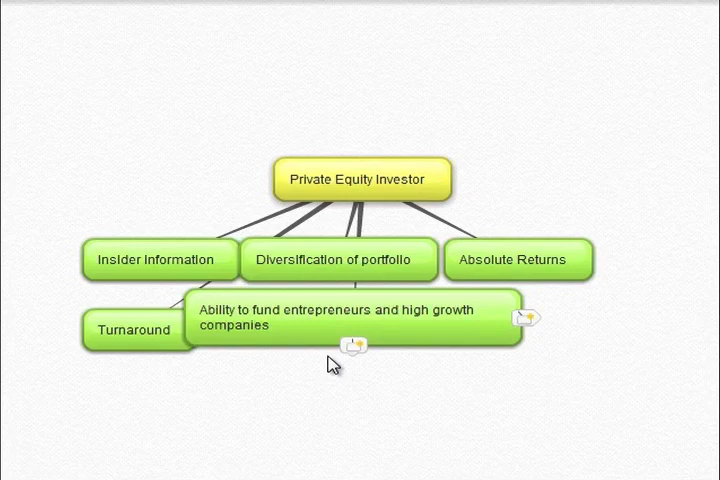 Private Equity Investor
Insider Information
Diversification of portfolio
Absolute Returns
Ability to fund entrepreneurs and high growth
companies
Turnaround